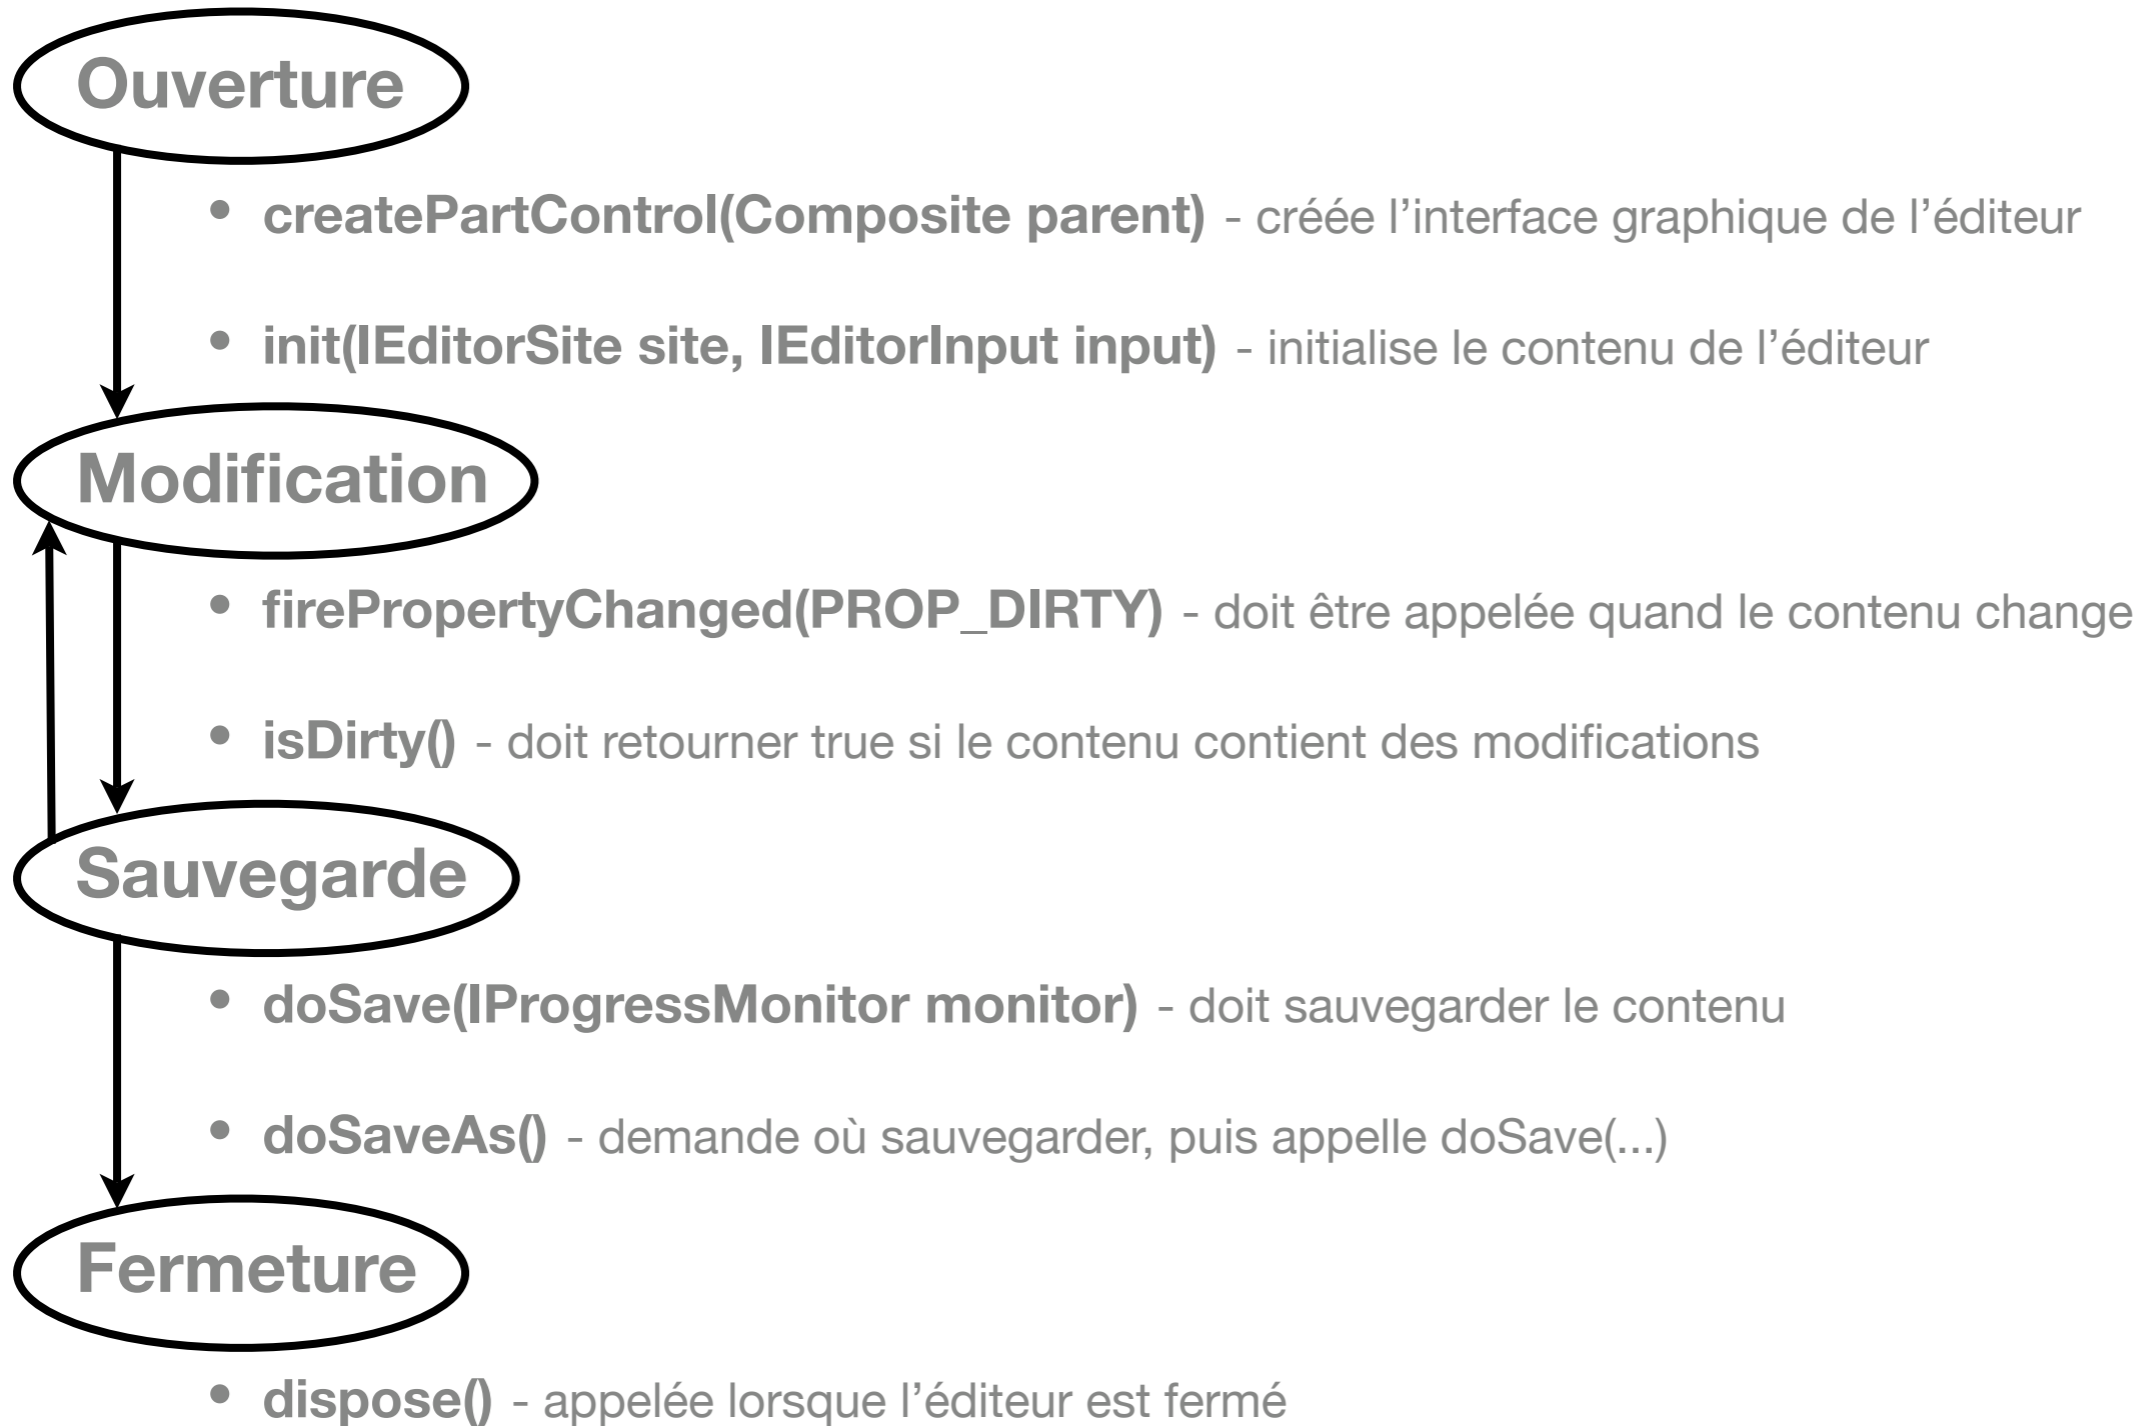 Ouverture
• createPartControl(Composite parent) - créée l’interface graphique de l’éditeur
• init(IEditorSite site, IEditorInput input) - initialise le contenu de l’éditeur
Modification
• firePropertyChanged(PROP_DIRTY) - doit être appelée quand le contenu change
• isDirty() - doit retourner true si le contenu contient des modifications
Sauvegarde
• doSave(IProgressMonitor monitor) - doit sauvegarder le contenu
• doSaveAs() - demande où sauvegarder, puis appelle doSave(...)
Fermeture
• dispose() - appelée lorsque l’éditeur est fermé